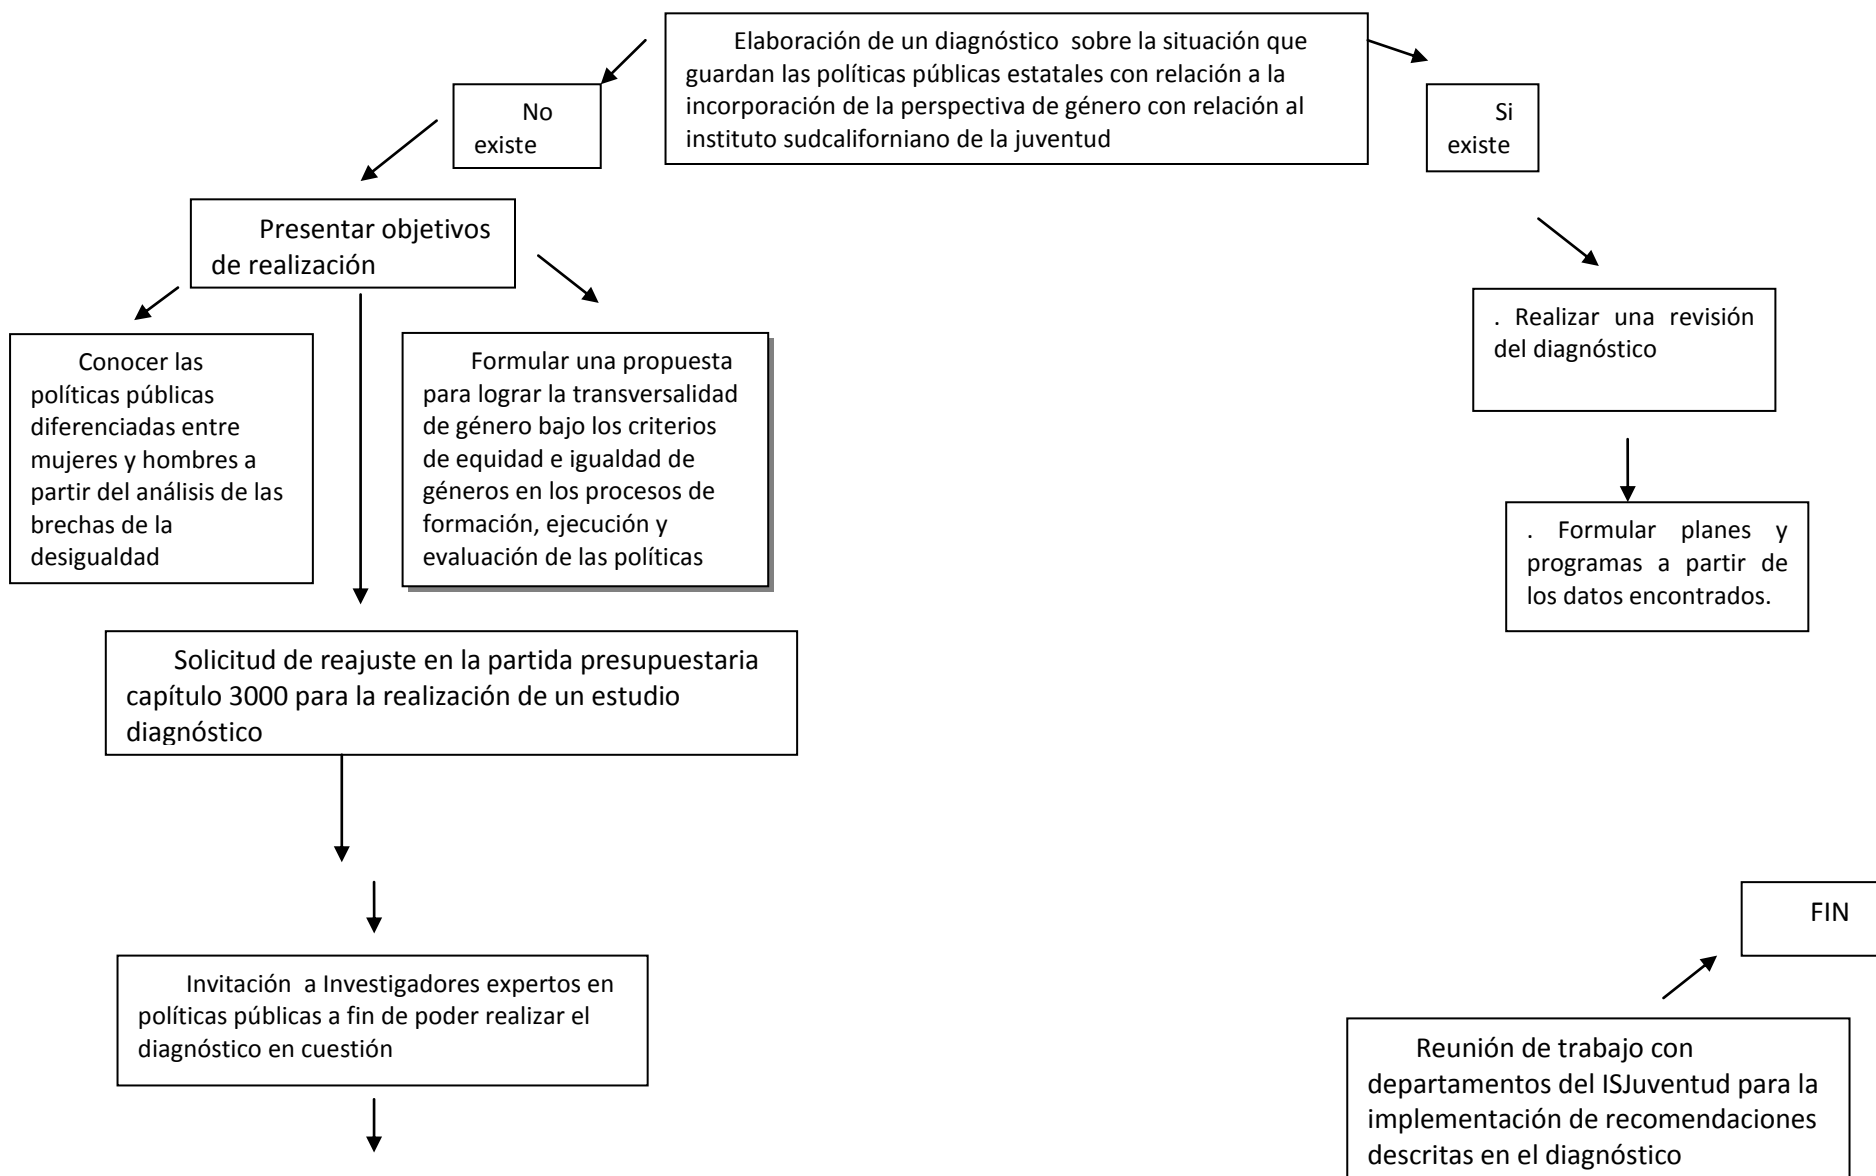 Elaboración de un diagnóstico sobre la situación que
guardan las políticas públicas estatales con relación a la
incorporación de la perspectiva de género con relación al
instituto sudcaliforniano de la juventud
No
existe
Si
existe
Presentar objetivos
de realización
Conocer las
políticas públicas
diferenciadas entre
mujeres y hombres a
partir del análisis de las
brechas de la
desigualdad
Formular una propuesta
para lograr la transversalidad
de género bajo los criterios
de equidad e igualdad de
géneros en los procesos de
formación, ejecución y
evaluación de las políticas
. Realizar una revisión
del diagnóstico
. Formular planes y
programas a partir de
los datos encontrados.
Solicitud de reajuste en la partida presupuestaria
capítulo 3000 para la realización de un estudio
diagnóstico
Invitación a Investigadores expertos en
políticas públicas a fin de poder realizar el
diagnóstico en cuestión
FIN
Reunión de trabajo con
departamentos del ISJuventud para la
implementación de recomendaciones
descritas en el diagnóstico